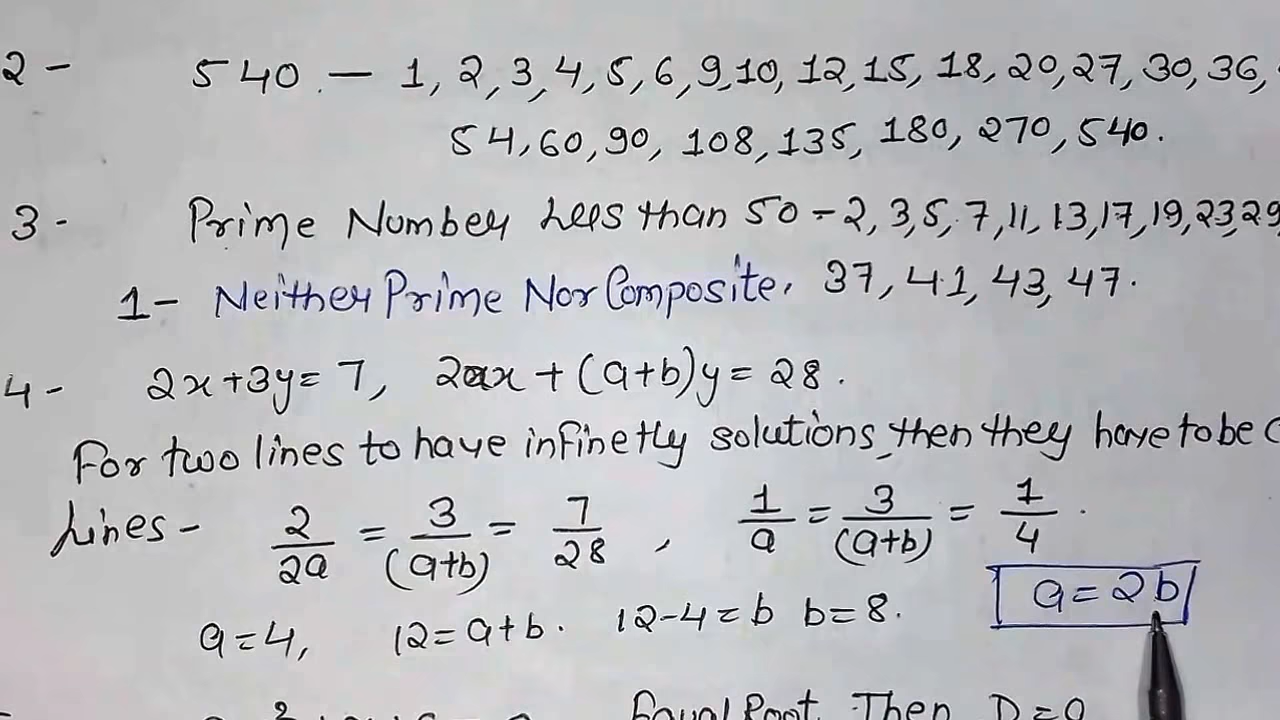 2 - 540 - 1, 2, 3, 4, 5, 6, 9, 10, 12, 15, 18, 20, 27, 30, 36,
54, 60, 90, 108, 135, 180, 270, 540.
3 - Prime Number Less than 50 - 2, 3, 5, 7, 11, 13, 17, 19, 23, 29,
1 - Neither Prime Nor Composite. 37, 41, 43, 47.
4 - 2x + 3y = 7, 2ax + (a+b)y = 28.
For two lines to have infinetly solutions, then they have to be
Lines - 2/2a = 3/(a+b) = 7/28, 1/a = 3/(a+b) = 1/4.
a = 2b
a = 4, 12 = a+b. 12-4 = b b = 8.
Equal Root. Then D = 0